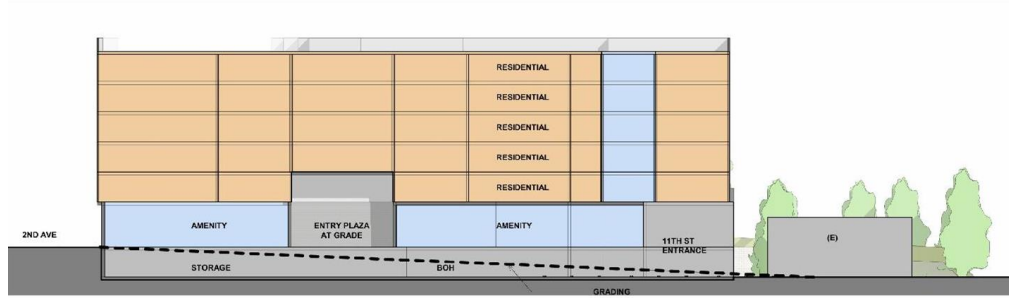 RESIDENTIAL
RESIDENTIAL
RESIDENTIAL
RESIDENTIAL
RESIDENTIAL
2ND AVE
AMENITY
ENTRY PLAZA
AT GRADE
AMENITY
11TH ST
ENTRANCE
(E)
STORAGE
BOH
GRADING